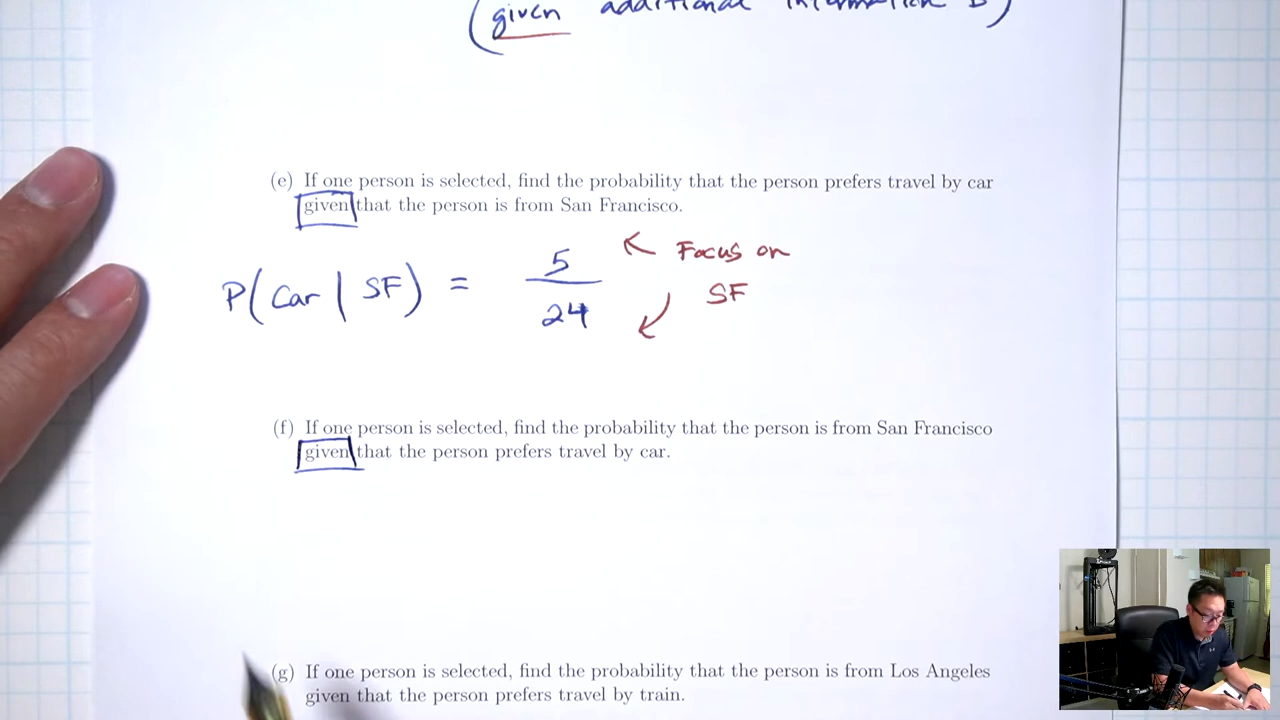 (given additional information B)
(e) If one person is selected, find the probability that the person prefers travel by car
given that the person is from San Francisco.
P(Car | SF) = 5/24
Focus on
SF
(f) If one person is selected, find the probability that the person is from San Francisco
given that the person prefers travel by car.
(g) If one person is selected, find the probability that the person is from Los Angeles
given that the person prefers travel by train.